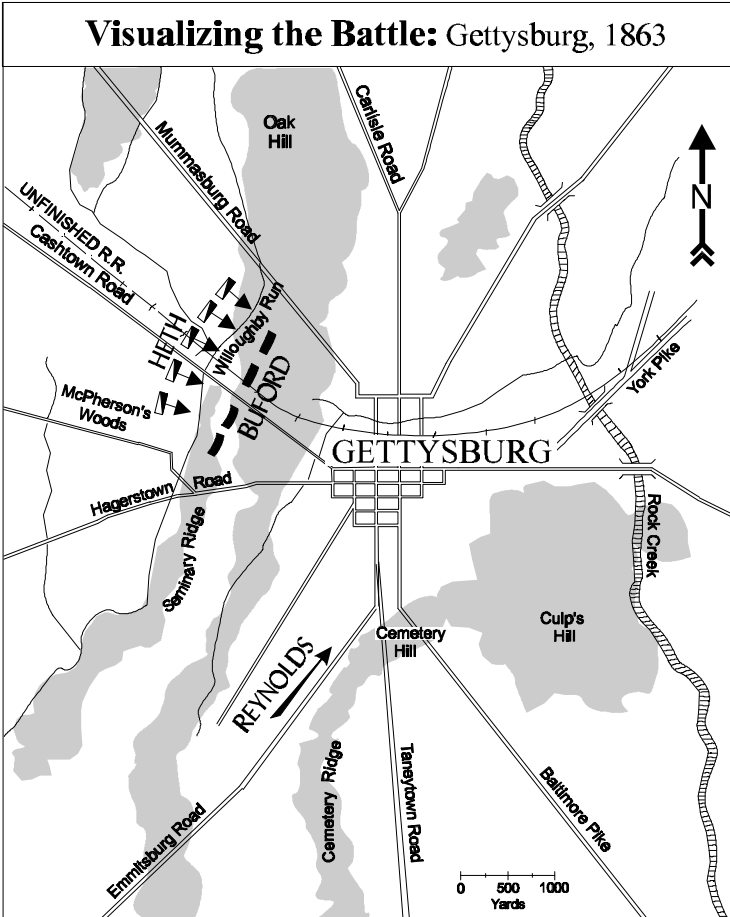 Visualizing the Battle: Gettysburg, 1863
Oak
Hill
Carlisle Road
Mummasburg Road
N
UNFINISHED R.R.
Cashtown Road
Willoughby Run
HETH
BUFORD
McPherson's
Woods
York Pike
GETTYSBURG
Hagerstown Road
Seminary Ridge
Rock Creek
Culp's
Hill
Cemetery
Hill
REYNOLDS
Cemetery Ridge
Taneytown Road
Baltimore Pike
Emmitsburg Road
0 500 1000
Yards